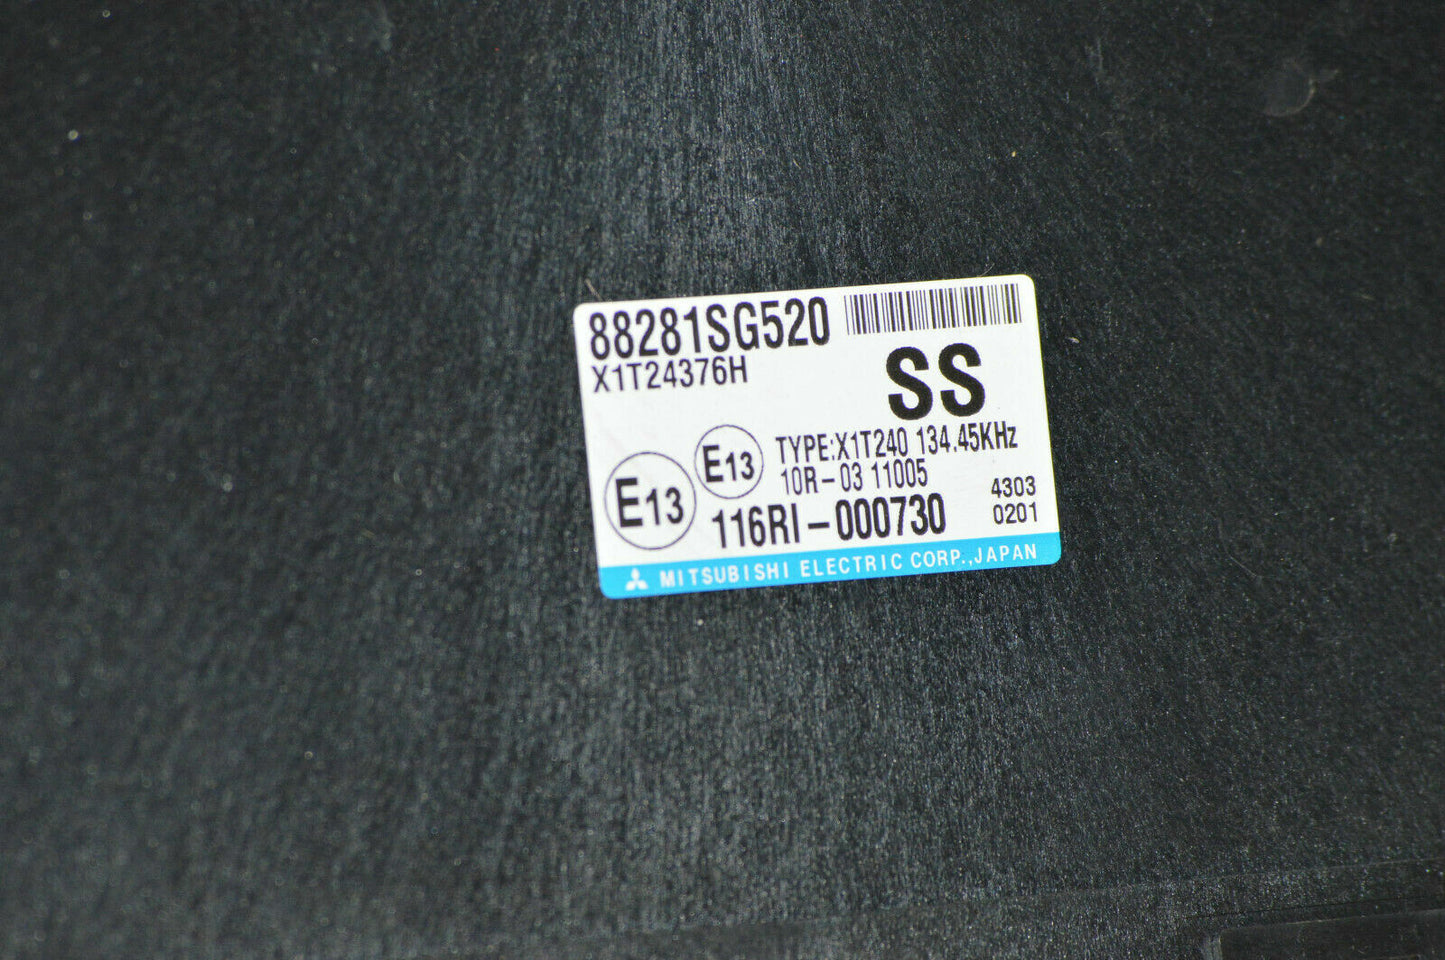 88281SG520
X1T24376H
SS
E13
E13
TYPE:X1T240 134.45KHz
10R-03 11005
116RI-000730
4303
0201
MITSUBISHI ELECTRIC CORP.,JAPAN